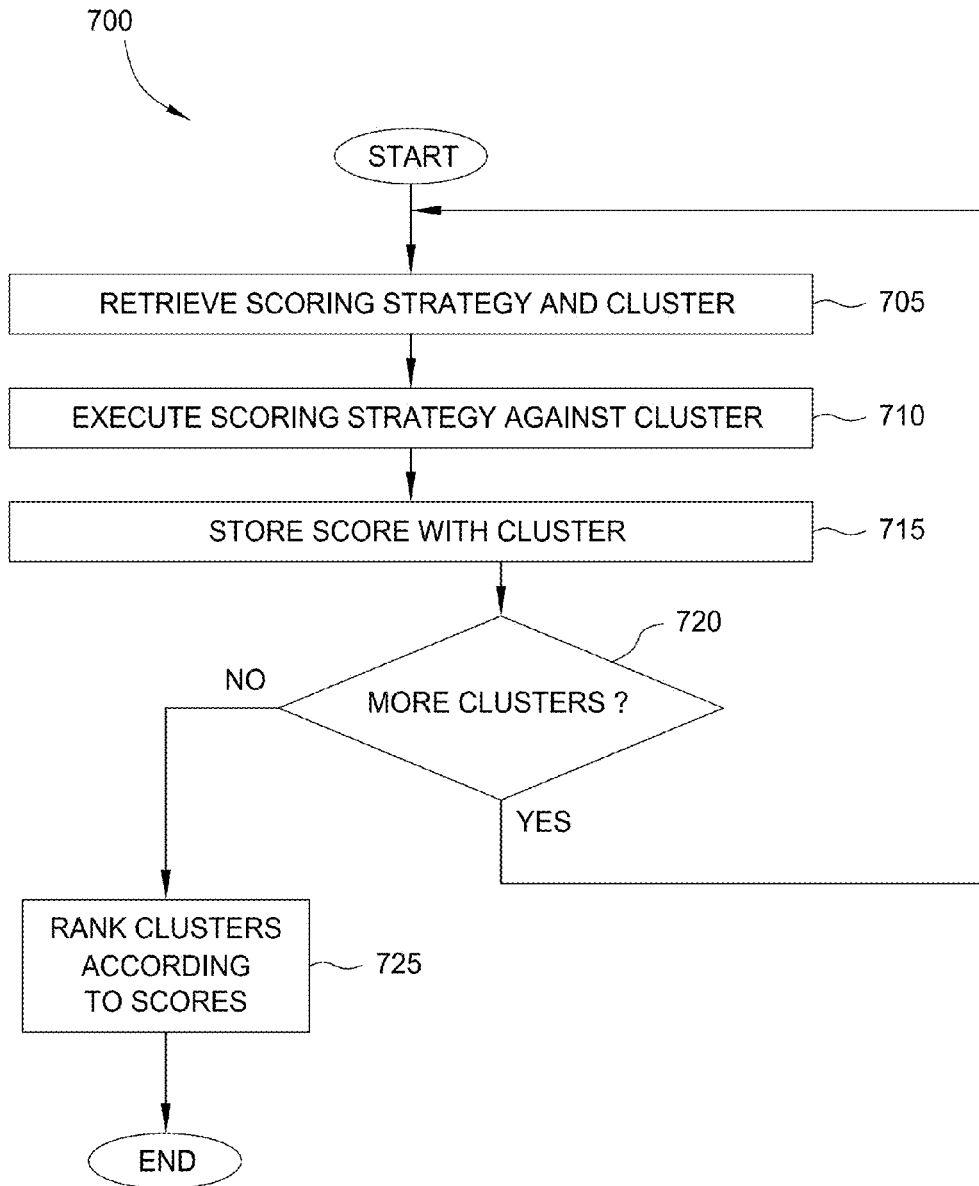 700
START
RETRIEVE SCORING STRATEGY AND CLUSTER
705
EXECUTE SCORING STRATEGY AGAINST CLUSTER
710
STORE SCORE WITH CLUSTER
715
720
NO
MORE CLUSTERS ?
YES
RANK CLUSTERS
ACCORDING
TO SCORES
725
END